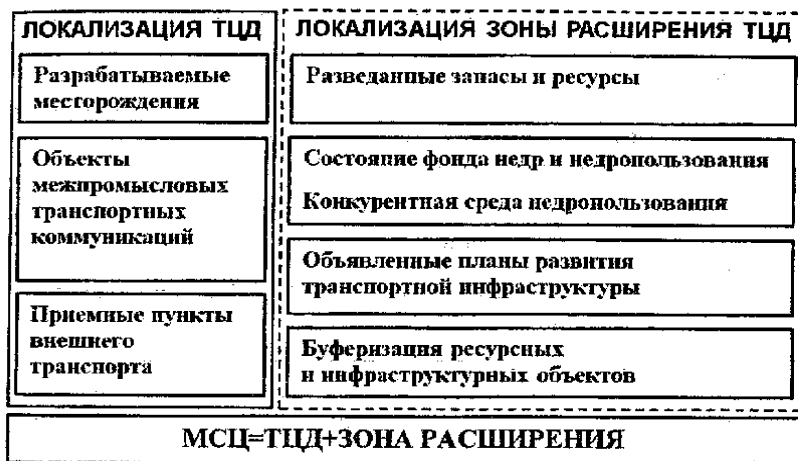 ЛОКАЛИЗАЦИЯ ТЦД
Разрабатываемые
месторождения
Объекты
межпромысловых
транспортных
коммуникаций
Приемные пункты
внешнего
транспорта
ЛОКАЛИЗАЦИЯ ЗОНЫ РАСШИРЕНИЯ ТЦД
Разведанные запасы и ресурсы
Состояние фонда недр и недропользования
Конкурентная среда недропользования
Объявленные планы развития
транспортной инфраструктуры
Буферизация ресурсных
и инфраструктурных объектов
МСЦ=ТЦД+ЗОНА РАСШИРЕНИЯ